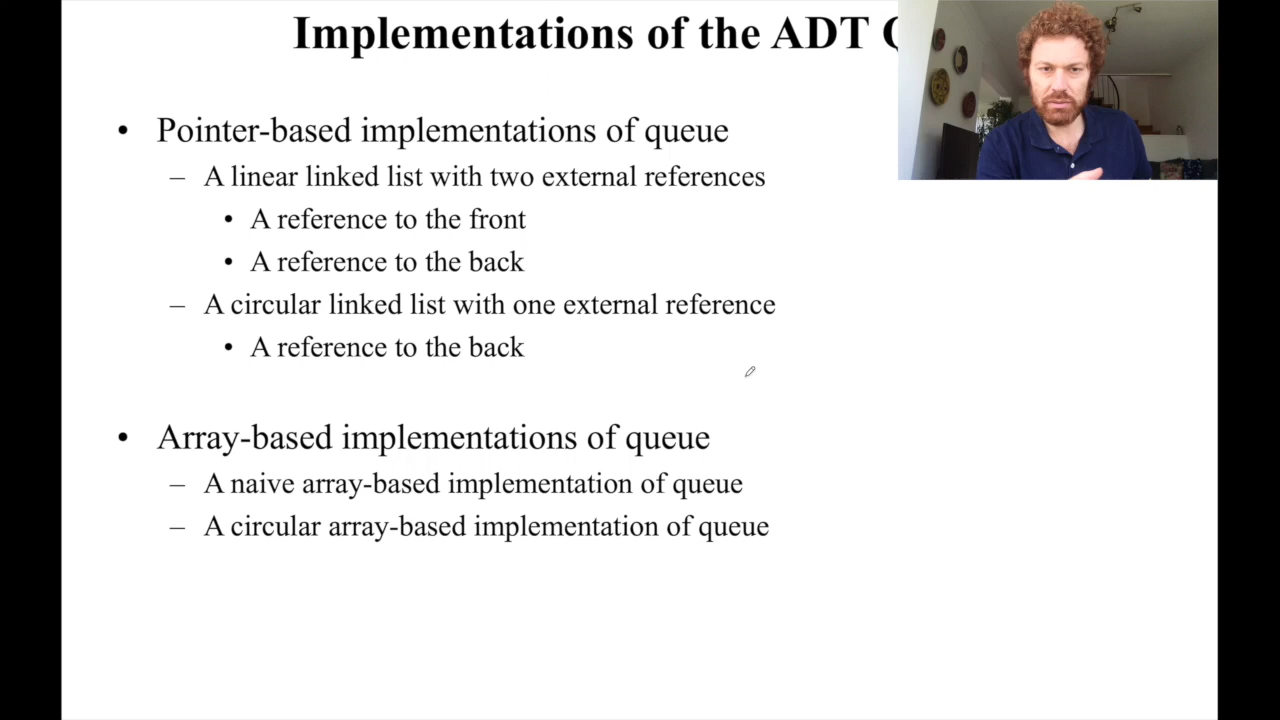 Implementations of the ADT
• Pointer-based implementations of queue
– A linear linked list with two external references
• A reference to the front
• A reference to the back
– A circular linked list with one external reference
• A reference to the back
• Array-based implementations of queue
– A naive array-based implementation of queue
– A circular array-based implementation of queue